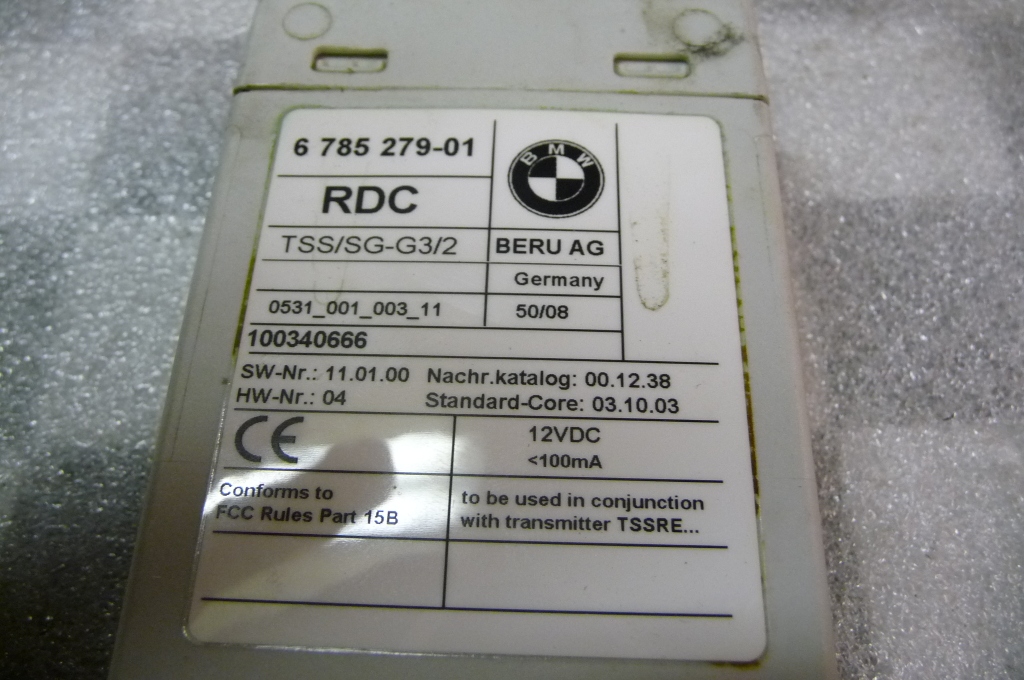 6 785 279-01
BMW
RDC
TSS/SG-G3/2
BERU AG
Germany
0531_001_003_11
50/08
100340666
SW-Nr.: 11.01.00 Nachr.katalog: 00.12.38
HW-Nr.: 04 Standard-Core: 03.10.03
CE
12VDC
<100mA
Conforms to
FCC Rules Part 15B
to be used in conjunction
with transmitter TSSRE...